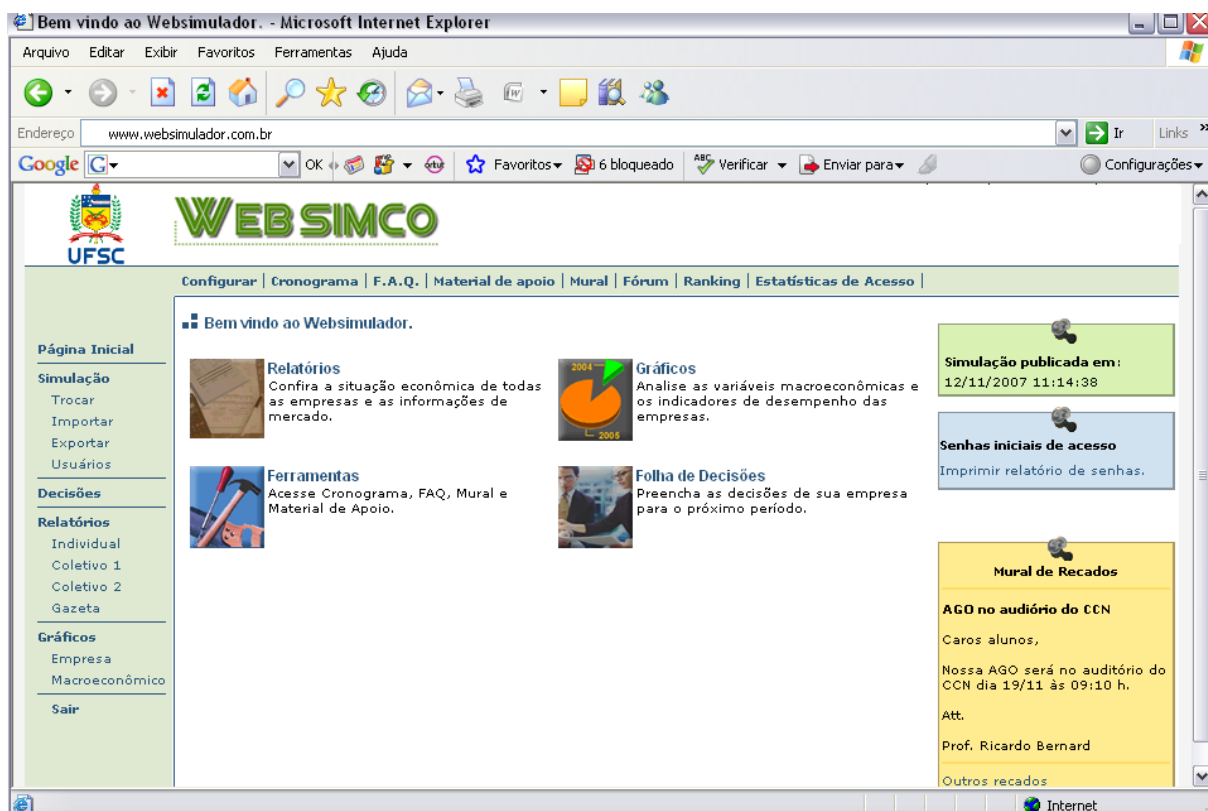 Bem vindo ao Websimulador. - Microsoft Internet Explorer
Arquivo Editar Exibir Favoritos Ferramentas Ajuda
Endereço www.websimulador.com.br Ir Links »
Google G OK ortut Favoritos 6 bloqueado ABC Verificar Enviar para Configurações
UFSC
WEB SIMCO
Configurar | Cronograma | F.A.Q. | Material de apoio | Mural | Fórum | Ranking | Estatísticas de Acesso |
Página Inicial
Simulação
Trocar
Importar
Exportar
Usuários
Decisões
Relatórios
Individual
Coletivo 1
Coletivo 2
Gazeta
Gráficos
Empresa
Macroeconômico
Sair
Bem vindo ao Websimulador.
Relatórios
Confira a situação econômica de todas
as empresas e as informações de
mercado.
2004
2005
Gráficos
Analise as variáveis macroeconômicas e
os indicadores de desempenho das
empresas.
Ferramentas
Acesse Cronograma, FAQ, Mural e
Material de Apoio.
Folha de Decisões
Preencha as decisões de sua empresa
para o próximo período.
Simulação publicada em:
12/11/2007 11:14:38
Senhas iniciais de acesso
Imprimir relatório de senhas.
Mural de Recados
AGO no audiório do CCN
Caros alunos,
Nossa AGO será no auditório do
CCN dia 19/11 às 09:10 h.
Att.
Prof. Ricardo Bernard
Outros recados
Internet